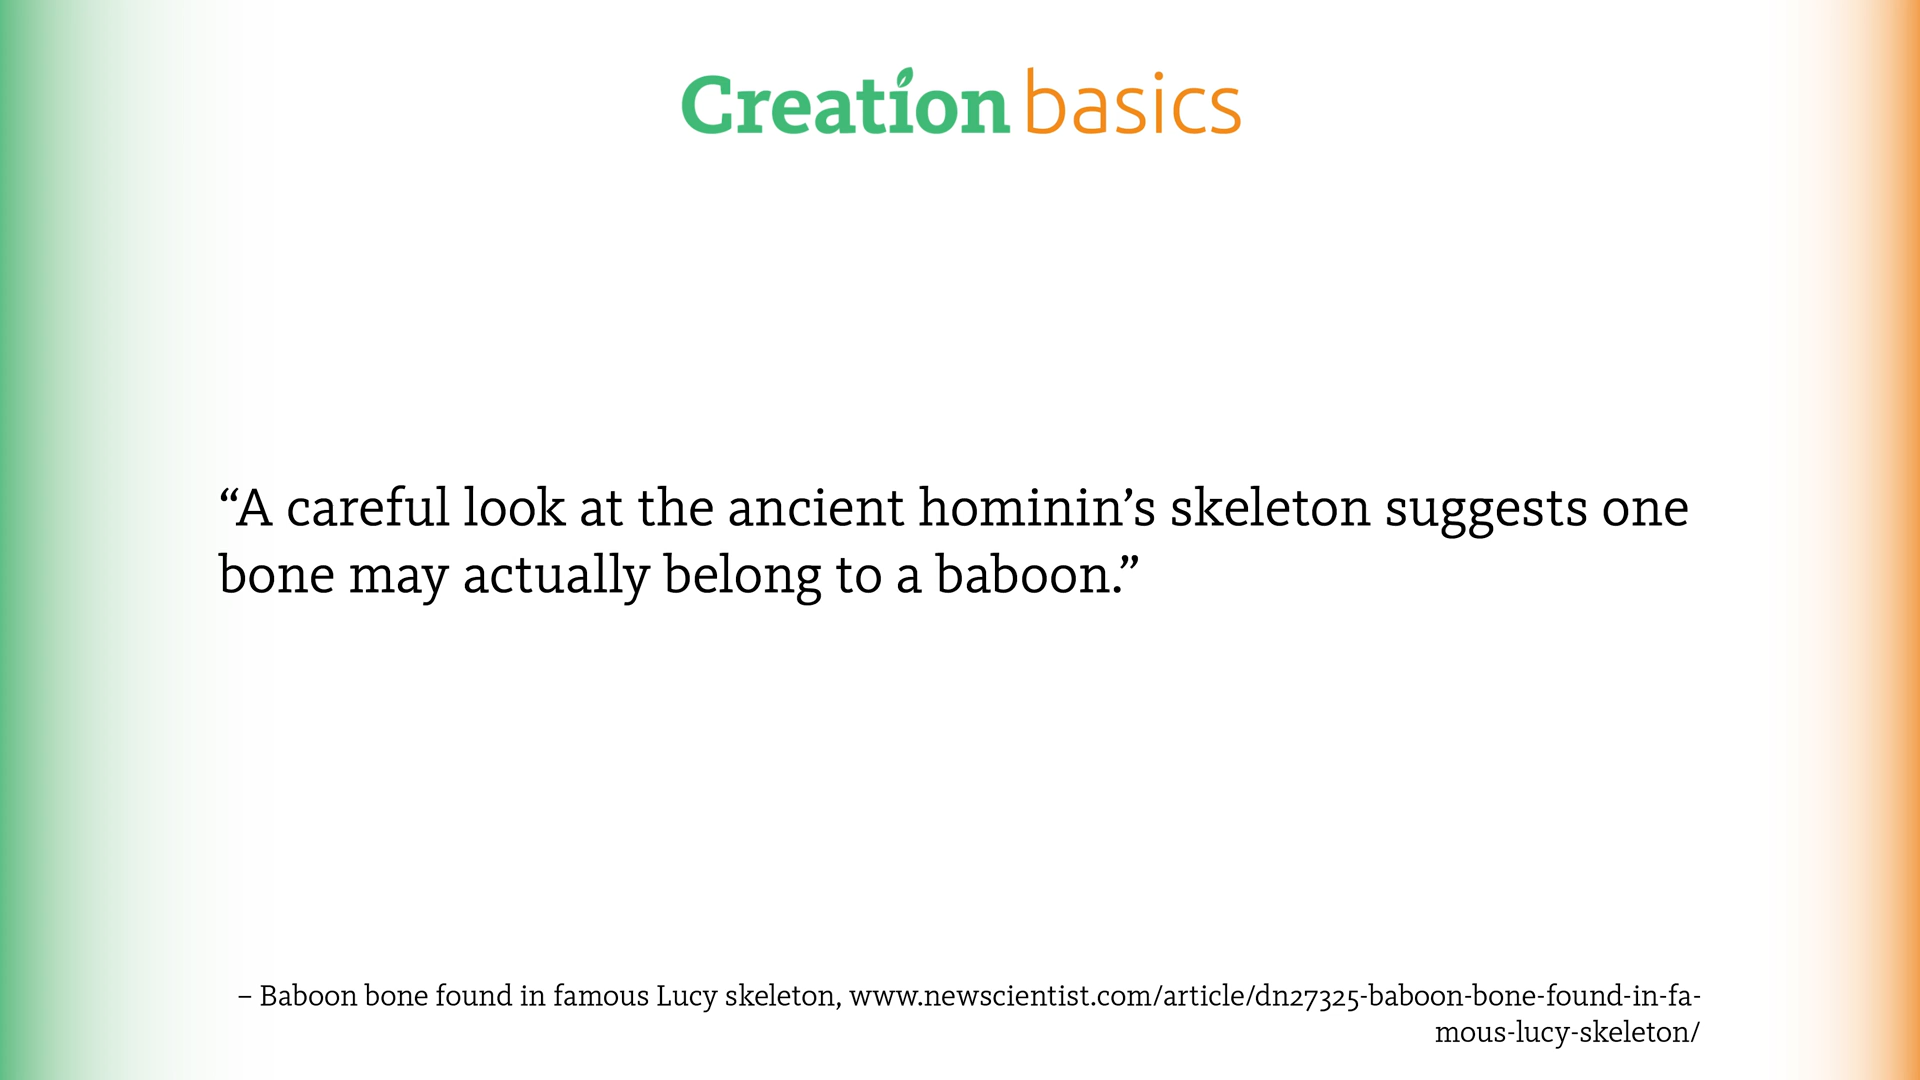 Creation basics
“A careful look at the ancient hominin’s skeleton suggests one
bone may actually belong to a baboon.”
– Baboon bone found in famous Lucy skeleton, www.newscientist.com/article/dn27325-baboon-bone-found-in-fa-
mous-lucy-skeleton/